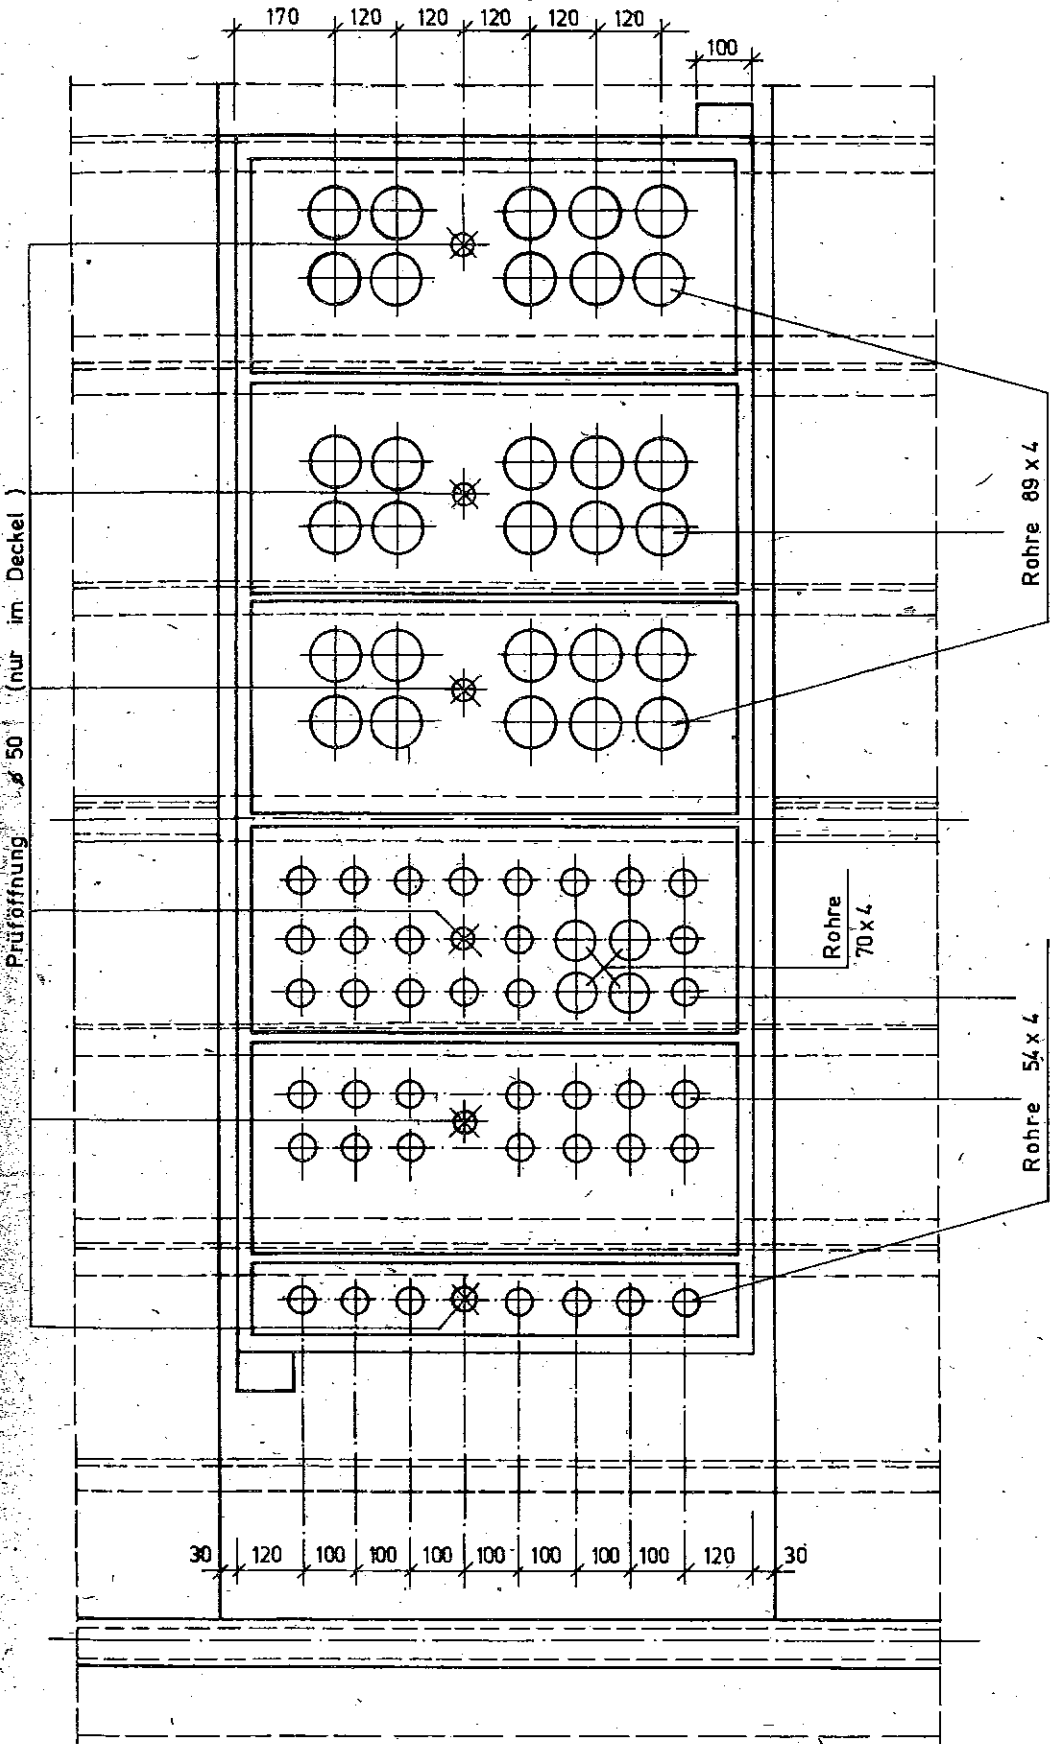 170 120 120 120 120 120
100
Prüföffnung ø 50 (nur im Deckel )
Rohre 89 x 4
Rohre
70 x 4
Rohre 54 x 4
30 120 100 100 100 100 100 100 100 120 30